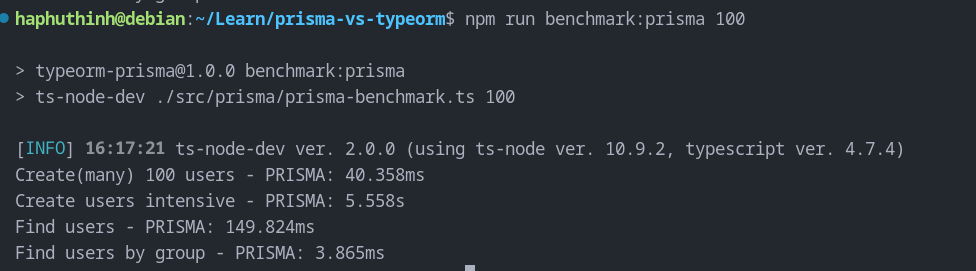 haphuthinh@debian:~/Learn/prisma-vs-typeorm$ npm run benchmark:prisma 100
> typeorm-prisma@1.0.0 benchmark:prisma
> ts-node-dev ./src/prisma/prisma-benchmark.ts 100
[INFO] 16:17:21 ts-node-dev ver. 2.0.0 (using ts-node ver. 10.9.2, typescript ver. 4.7.4)
Create(many) 100 users - PRISMA: 40.358ms
Create users intensive - PRISMA: 5.558s
Find users - PRISMA: 149.824ms
Find users by group - PRISMA: 3.865ms